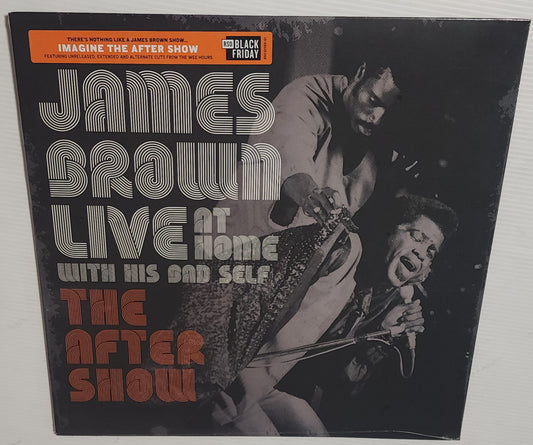 THERE'S NOTHING LIKE A JAMES BROWN SHOW...
IMAGINE THE AFTER SHOW
FEATURING UNRELEASED, EXTENDED AND ALTERNATE CUTS FROM THE WEE HOURS
RSD BLACK
FRIDAY
JAMES
BROWN
LIVE AT
HOME
WITH HIS BAD SELF
THE
AFTER
SHOW